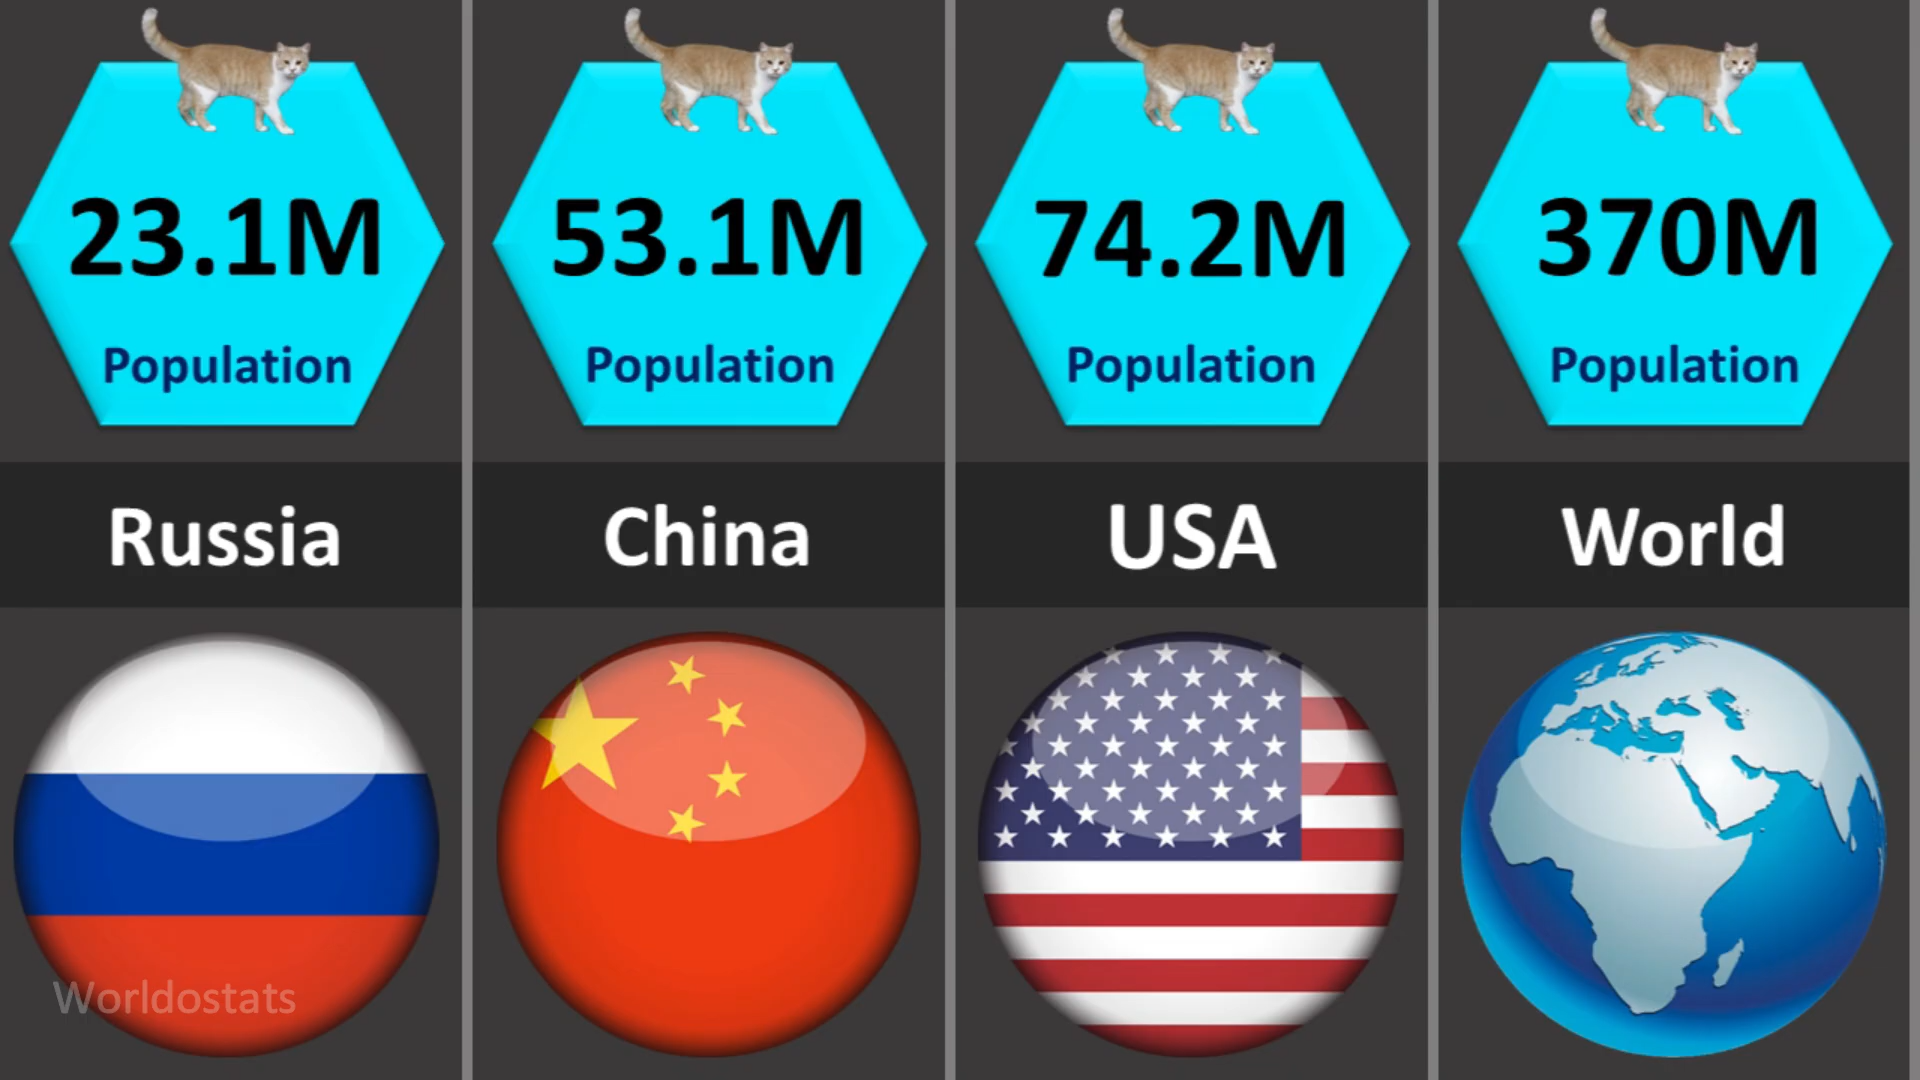 23.1M
Population
Russia
53.1M
Population
China
74.2M
Population
USA
370M
Population
World
Worldostats